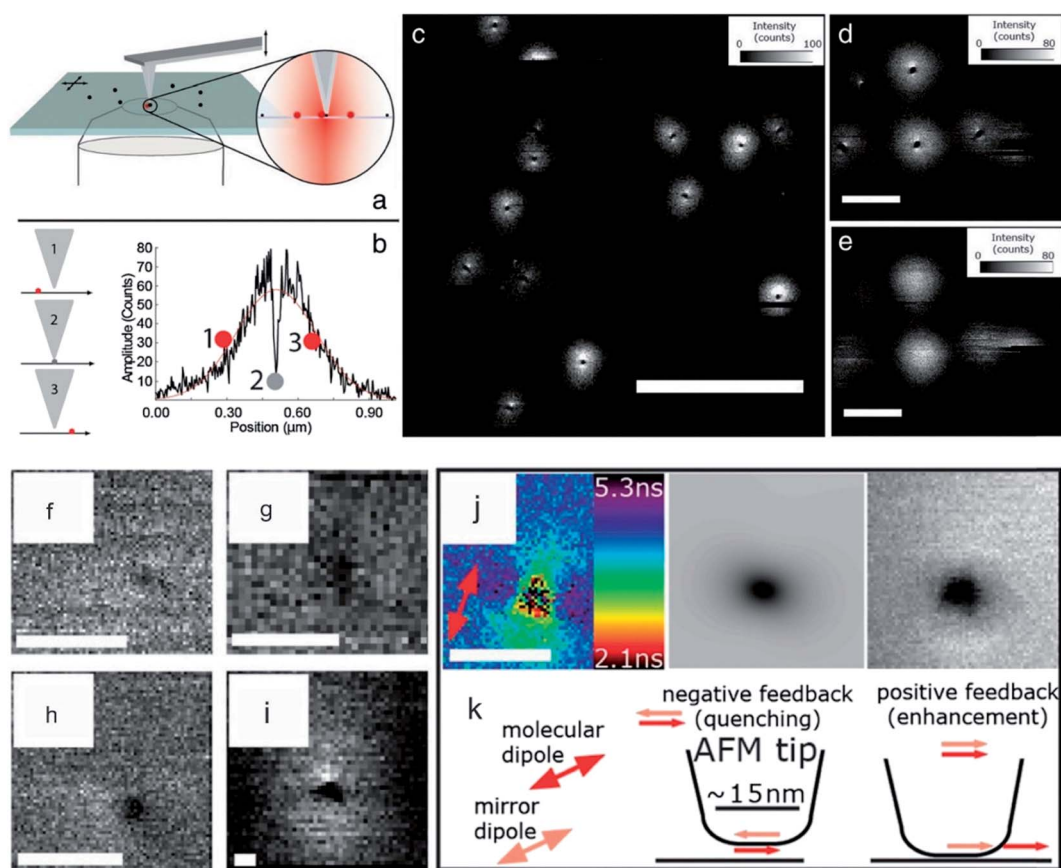 a
1
2
3
b
80
70
60
50
40
30
20
10
Amplitude (Counts)
1
2
3
0.00
0.30
0.60
0.90
Position (µm)
c
Intensity
(counts)
0
100
d
Intensity
(counts)
0
80
e
Intensity
(counts)
0
80
f
g
h
i
j
5.3ns
2.1ns
k
molecular
dipole
mirror
dipole
negative feedback
(quenching)
AFM tip
~15nm
positive feedback
(enhancement)